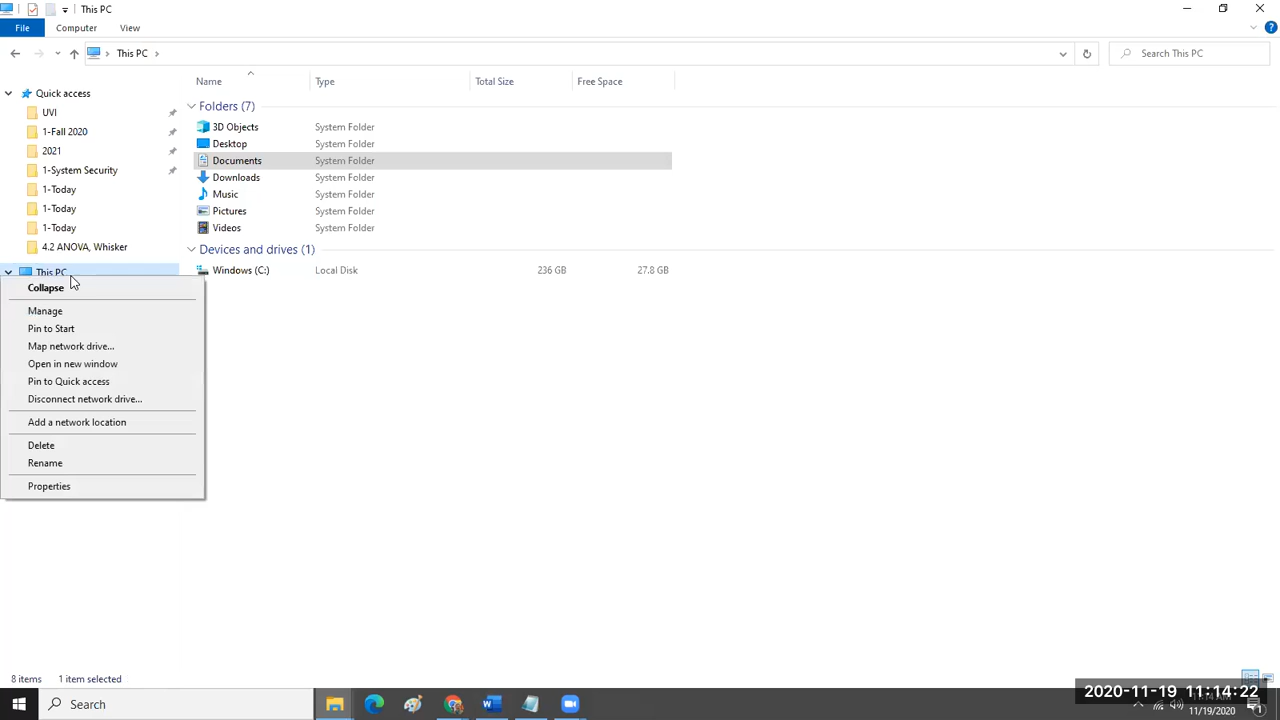 This PC
File Computer View
This PC
Search This PC
Name Type Total Size Free Space
Quick access
UVI
1-Fall 2020
2021
1-System Security
1-Today
1-Today
1-Today
4.2 ANOVA, Whisker
This PC
Collapse
Manage
Pin to Start
Map network drive...
Open in new window
Pin to Quick access
Disconnect network drive...
Add a network location
Delete
Rename
Properties
Folders (7)
3D Objects System Folder
Desktop System Folder
Documents System Folder
Downloads System Folder
Music System Folder
Pictures System Folder
Videos System Folder
Devices and drives (1)
Windows (C:) Local Disk 236 GB 27.8 GB
8 items 1 item selected
Search
2020-11-19 11:14:22
11/19/2020